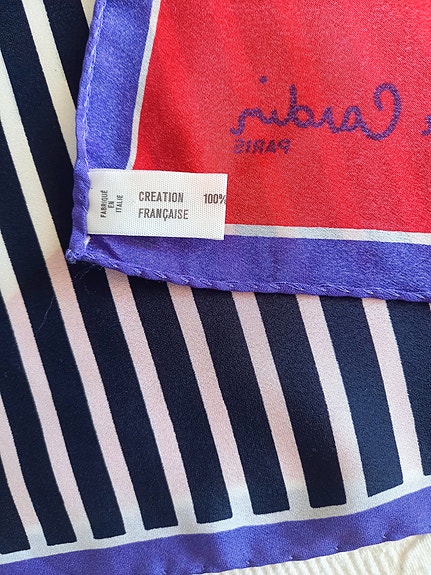 Cardin
PARIS
FABRIQUÉ
EN
ITALIE
CREATION
FRANÇAISE
100%